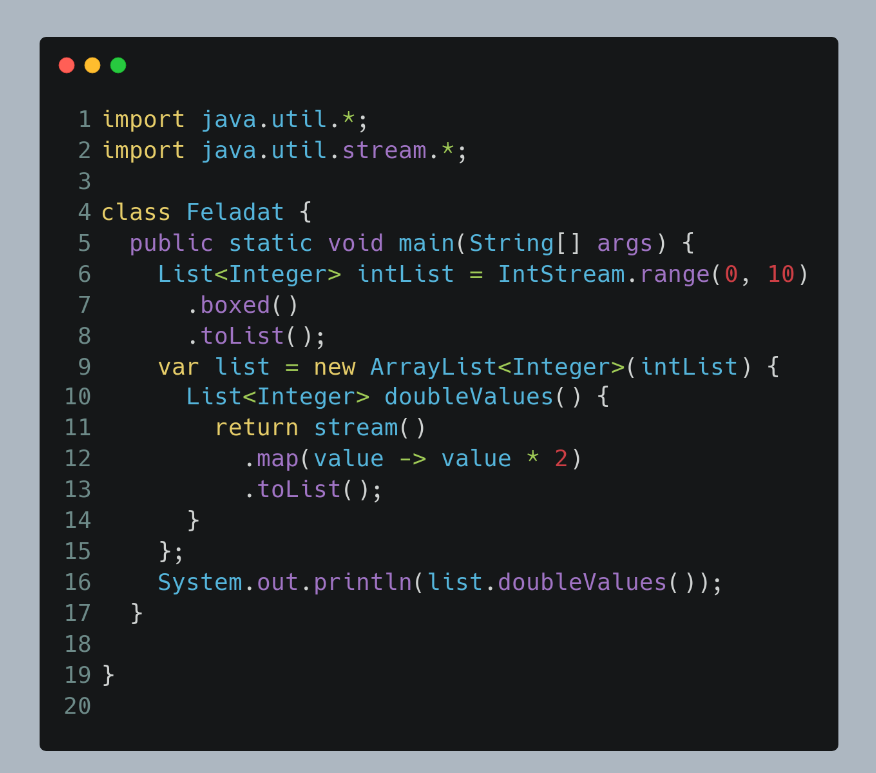 1 import java.util.*;
2 import java.util.stream.*;
3
4 class Feladat {
5   public static void main(String[] args) {
6     List<Integer> intList = IntStream.range(0, 10)
7       .boxed()
8       .toList();
9     var list = new ArrayList<Integer>(intList) {
10       List<Integer> doubleValues() {
11         return stream()
12           .map(value -> value * 2)
13           .toList();
14       }
15     };
16     System.out.println(list.doubleValues());
17   }
18
19 }
20